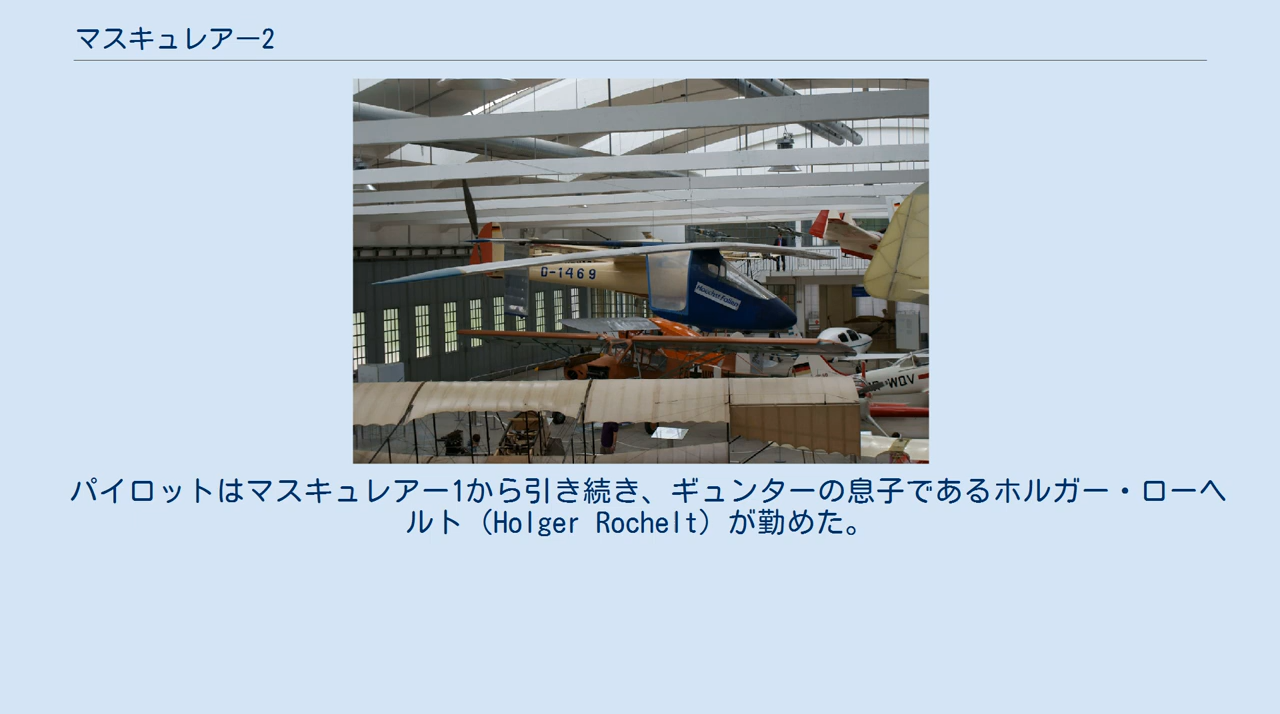 マスキュレアー2
D-1469
WOV
パイロットはマスキュレアー1から引き続き、ギュンターの息子であるホルガー・ローヘ
ルト（Holger Rochelt）が勤めた。